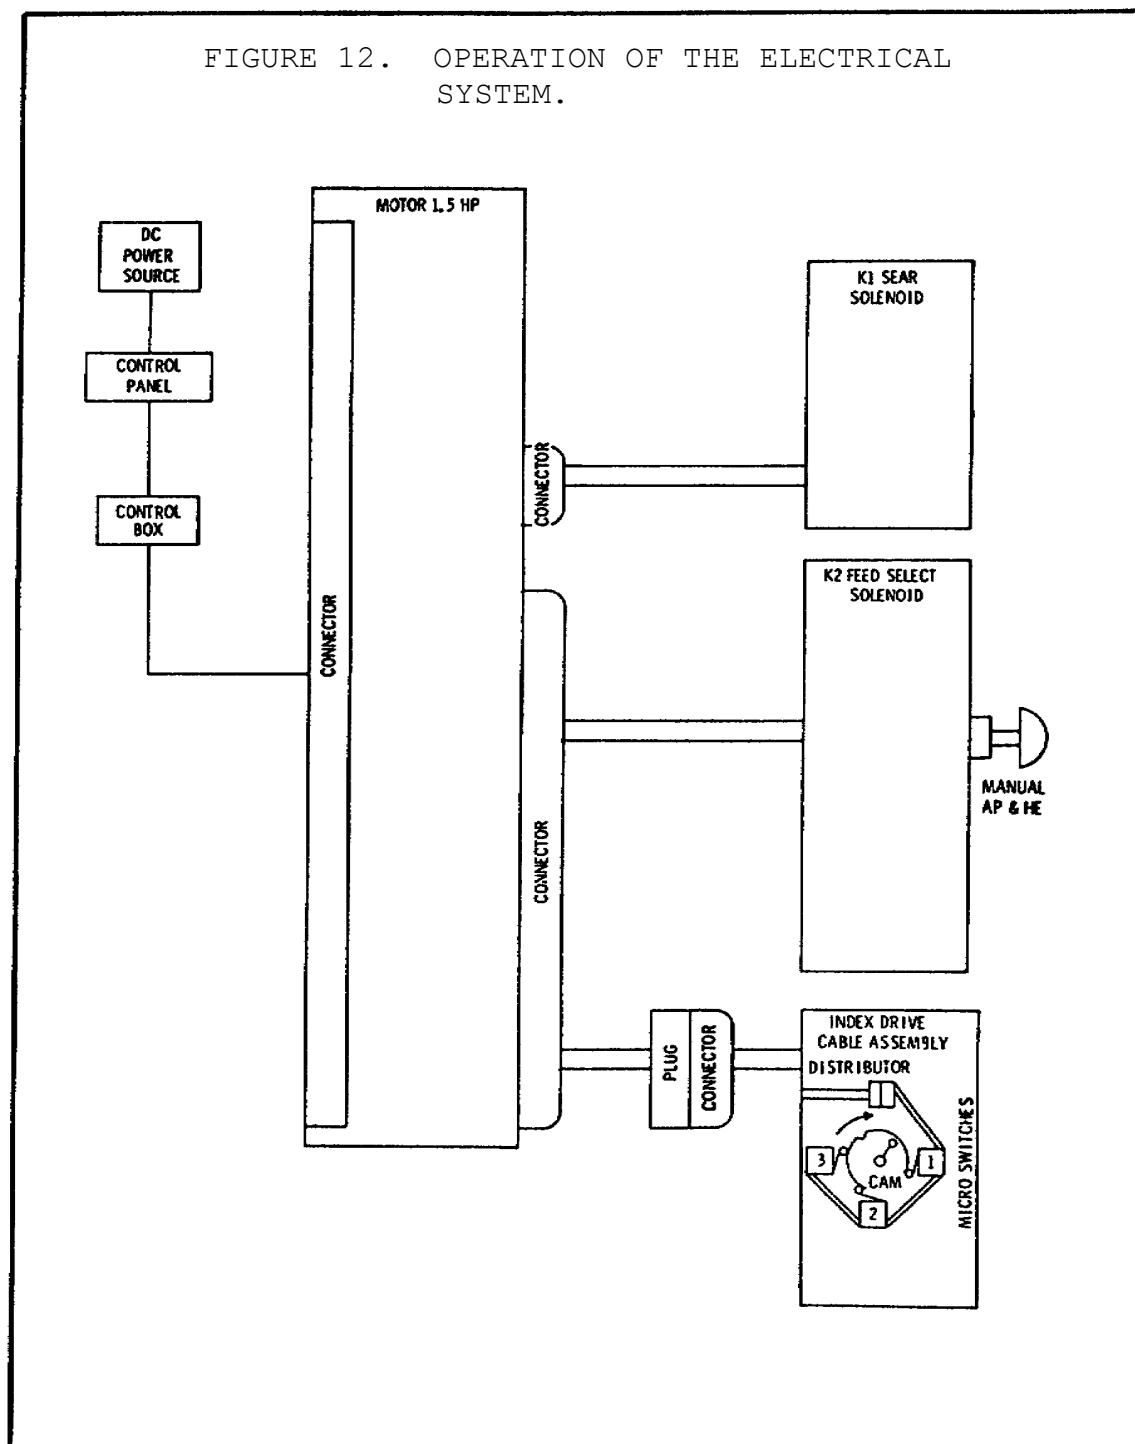 FIGURE 12. OPERATION OF THE ELECTRICAL
SYSTEM.
MOTOR 1.5 HP
DC
POWER
SOURCE
CONTROL
PANEL
CONTROL
BOX
CONNECTOR
CONNECTOR
CONNECTOR
K1 SEAR
SOLENOID
K2 FEED SELECT
SOLENOID
MANUAL
AP & HE
PLUG
CONNECTOR
INDEX DRIVE
CABLE ASSEMBLY
DISTRIBUTOR
3
CAM
1
2
MICRO SWITCHES